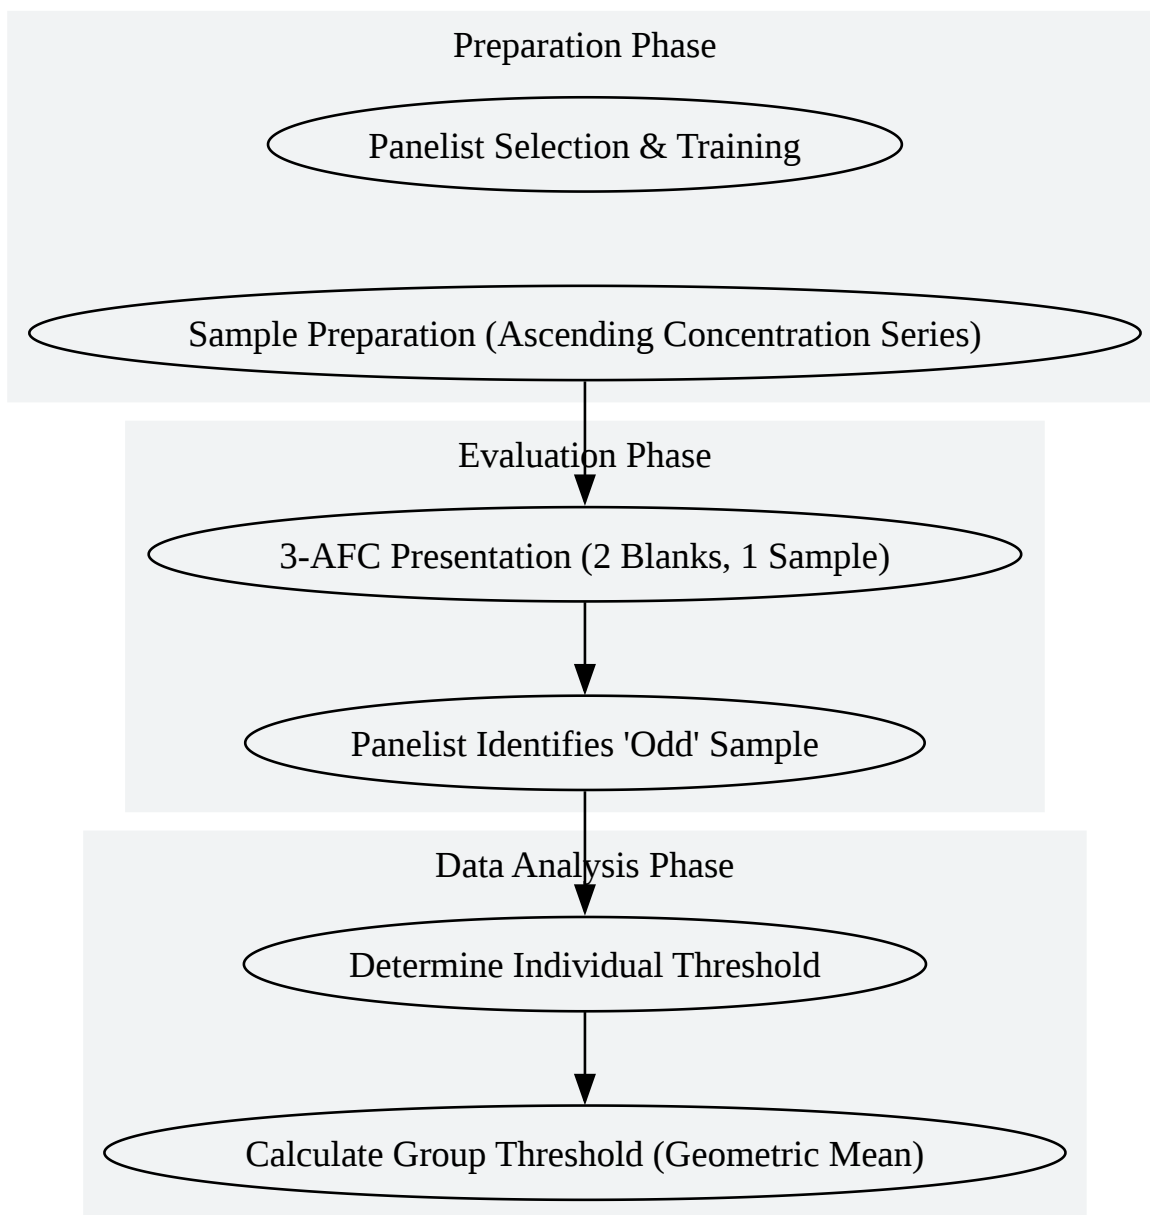 Preparation Phase
Panelist Selection & Training
Sample Preparation (Ascending Concentration Series)
Evaluation Phase
3-AFC Presentation (2 Blanks, 1 Sample)
Panelist Identifies 'Odd' Sample
Data Analysis Phase
Determine Individual Threshold
Calculate Group Threshold (Geometric Mean)